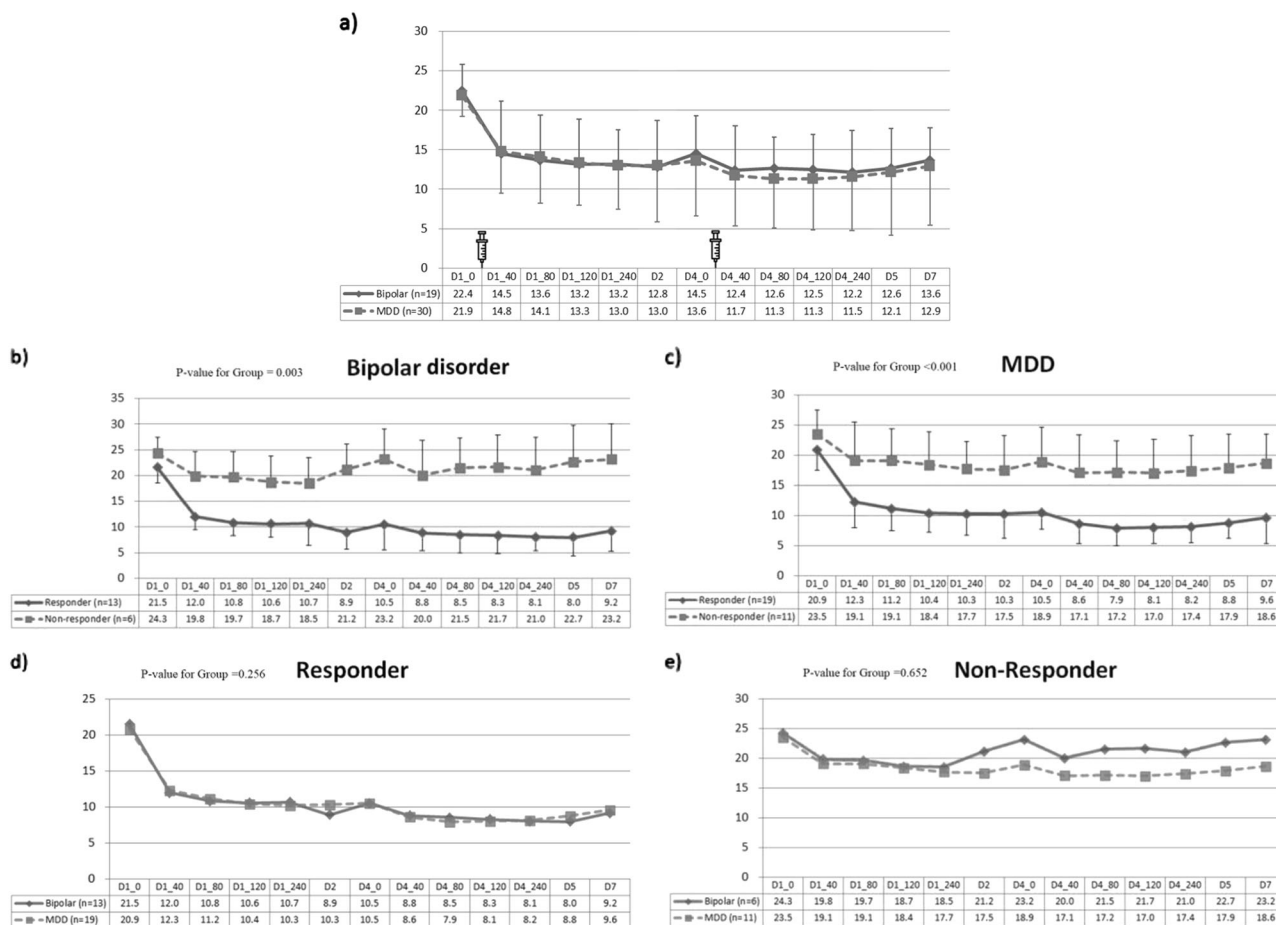 a)
30
25
20
15
10
5
0
D1_0 D1_40 D1_80 D1_120 D1_240 D2 D4_0 D4_40 D4_80 D4_120 D4_240 D5 D7
Bipolar (n=19) 22.4 14.5 13.6 13.2 13.2 12.8 14.5 12.4 12.6 12.5 12.2 12.6 13.6
MDD (n=30) 21.9 14.8 14.1 13.3 13.0 13.0 13.6 11.7 11.3 11.3 11.5 12.1 12.9
b)
P-value for Group = 0.003 Bipolar disorder
35
30
25
20
15
10
5
0
D1_0 D1_40 D1_80 D1_120 D1_240 D2 D4_0 D4_40 D4_80 D4_120 D4_240 D5 D7
Responder (n=13) 21.5 12.0 10.8 10.6 10.7 8.9 10.5 8.8 8.5 8.3 8.1 8.0 9.2
Non-responder (n=6) 24.3 19.8 19.7 18.7 18.5 21.2 23.2 20.0 21.5 21.7 21.0 22.7 23.2
c)
P-value for Group <0.001 MDD
30
25
20
15
10
5
0
D1_0 D1_40 D1_80 D1_120 D1_240 D2 D4_0 D4_40 D4_80 D4_120 D4_240 D5 D7
Responder (n=19) 20.9 12.3 11.2 10.4 10.3 10.3 10.5 8.6 7.9 8.1 8.2 8.8 9.6
Non-responder (n=11) 23.5 19.1 19.1 18.4 17.7 17.5 18.9 17.1 17.2 17.0 17.4 17.9 18.6
d)
P-value for Group =0.256 Responder
25
20
15
10
5
0
D1_0 D1_40 D1_80 D1_120 D1_240 D2 D4_0 D4_40 D4_80 D4_120 D4_240 D5 D7
Bipolar (n=13) 21.5 12.0 10.8 10.6 10.7 8.9 10.5 8.8 8.5 8.3 8.1 8.0 9.2
MDD (n=19) 20.9 12.3 11.2 10.4 10.3 10.3 10.5 8.6 7.9 8.1 8.2 8.8 9.6
e)
P-value for Group =0.652 Non-Responder
30
25
20
15
10
5
0
D1_0 D1_40 D1_80 D1_120 D1_240 D2 D4_0 D4_40 D4_80 D4_120 D4_240 D5 D7
Bipolar (n=6) 24.3 19.8 19.7 18.7 18.5 21.2 23.2 20.0 21.5 21.7 21.0 22.7 23.2
MDD (n=11) 23.5 19.1 19.1 18.4 17.7 17.5 18.9 17.1 17.2 17.0 17.4 17.9 18.6